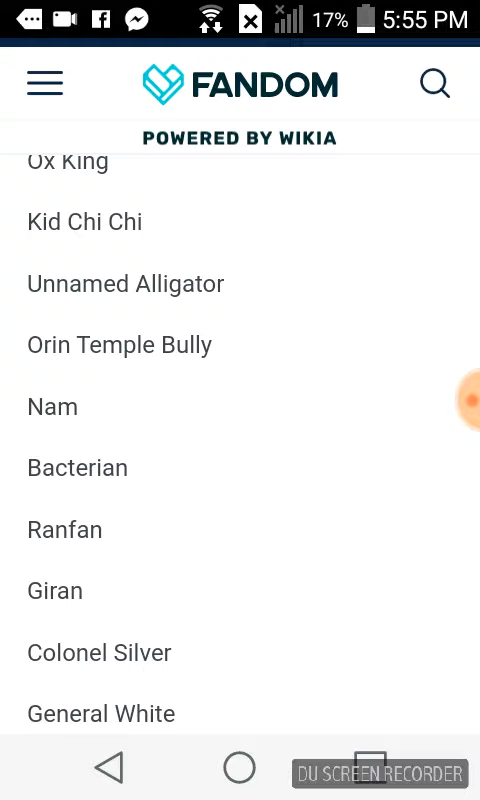 17% 5:55 PM
FANDOM
POWERED BY WIKIA
Ox King
Kid Chi Chi
Unnamed Alligator
Orin Temple Bully
Nam
Bacterian
Ranfan
Giran
Colonel Silver
General White
DU SCREEN RECORDER